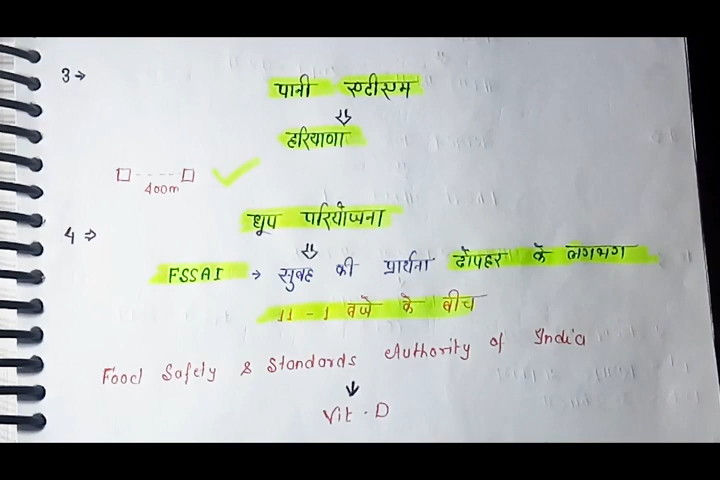 3 →
पानी एटीएम
⇓
हरियाणा
400m
4 ⇒
धूप परियोजना
⇓
FSSAI → सुबह की प्रार्थना दोपहर के लगभग
11 - 1 बजे के बीच
Food Safety & Standards Authority of India
↓
Vit - D